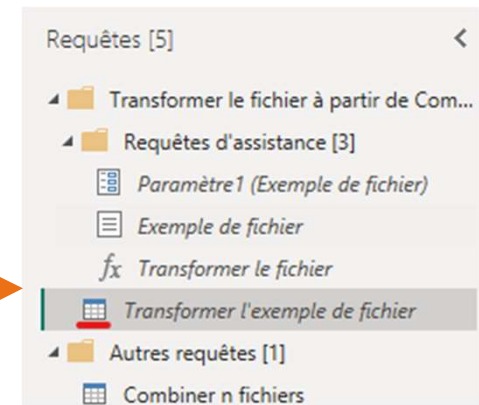 Requêtes [5]
Transformer le fichier à partir de Com...
Requêtes d'assistance [3]
Paramètre1 (Exemple de fichier)
Exemple de fichier
fx Transformer le fichier
Transformer l'exemple de fichier
Autres requêtes [1]
Combiner n fichiers